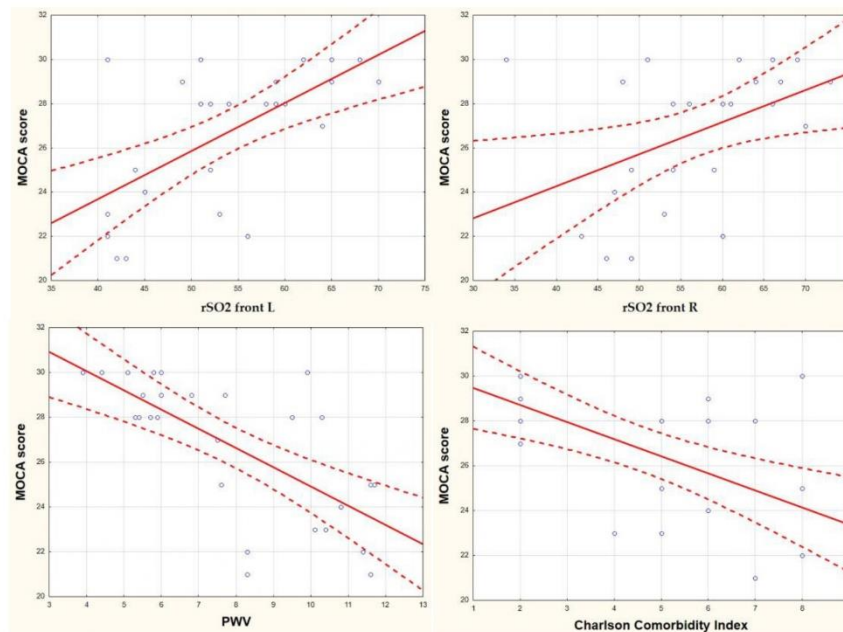 32
30
28
26
24
22
20
MOCA score
35 40 45 50 55 60 65 70 75
rSO2 front L
32
30
28
26
24
22
20
MOCA score
30 35 40 45 50 55 60 65 70
rSO2 front R
32
30
28
26
24
22
20
MOCA score
3 4 5 6 7 8 9 10 11 12 13
PWV
32
30
28
26
24
22
20
MOCA score
1 2 3 4 5 6 7 8
Charlson Comorbidity Index